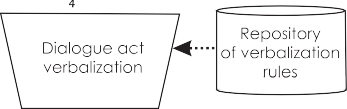 4
Dialogue act
verbalization
Repository
of verbalization
rules